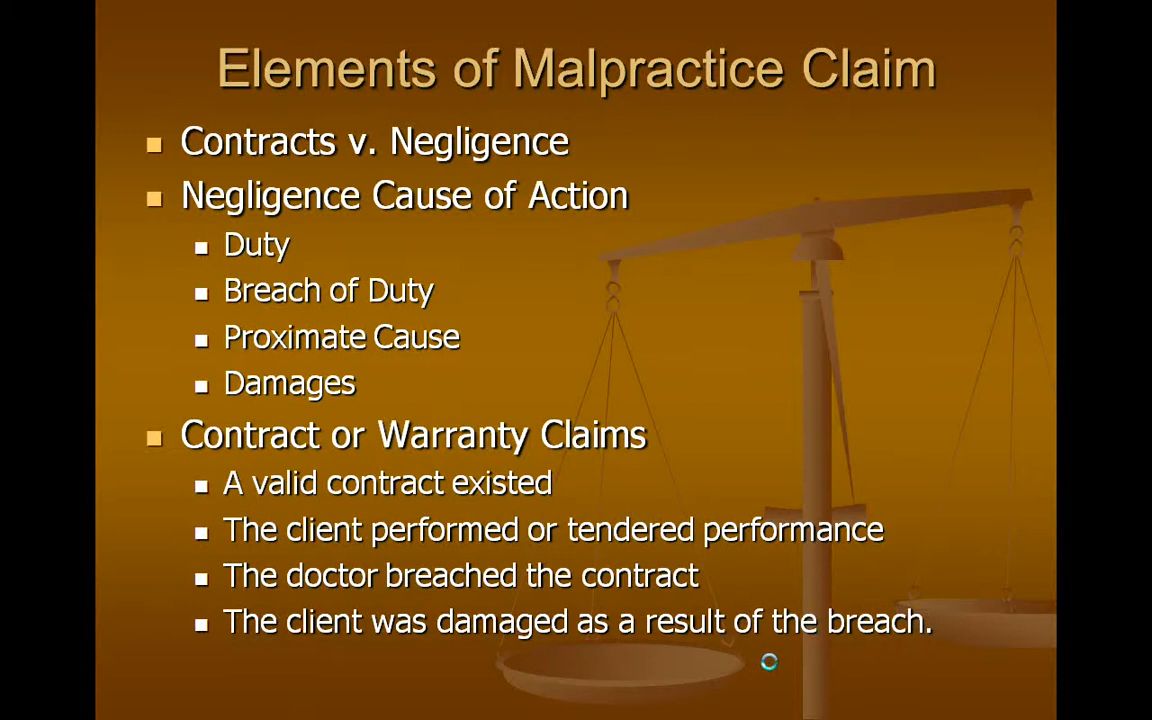 Elements of Malpractice Claim
Contracts v. Negligence
Negligence Cause of Action
Duty
Breach of Duty
Proximate Cause
Damages
Contract or Warranty Claims
A valid contract existed
The client performed or tendered performance
The doctor breached the contract
The client was damaged as a result of the breach.